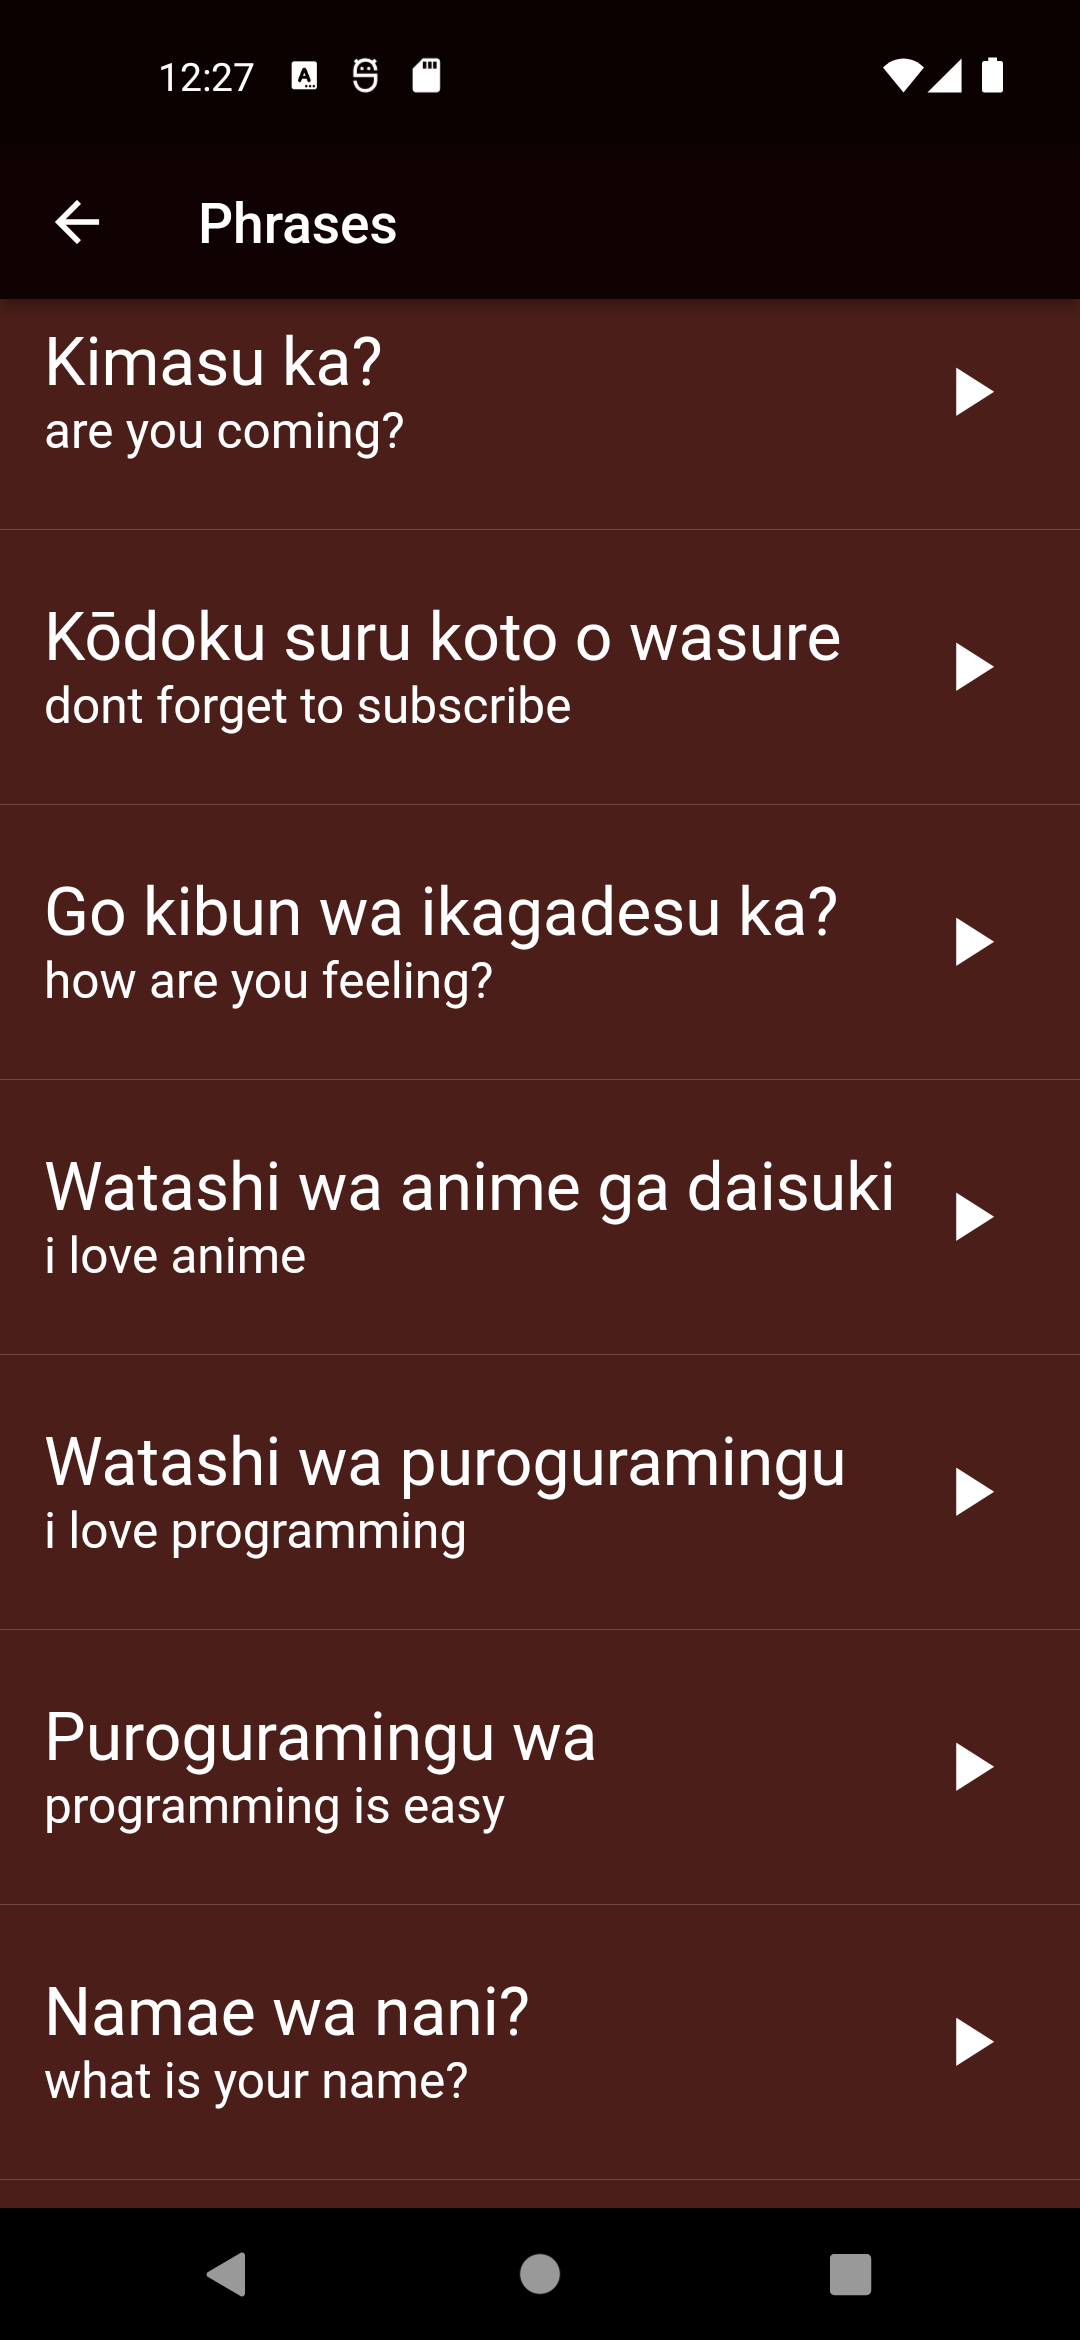 12:27
Phrases
Kimasu ka?
are you coming?
Kōdoku suru koto o wasure
dont forget to subscribe
Go kibun wa ikagadesu ka?
how are you feeling?
Watashi wa anime ga daisuki
i love anime
Watashi wa puroguramingu
i love programming
Puroguramingu wa
programming is easy
Namae wa nani?
what is your name?